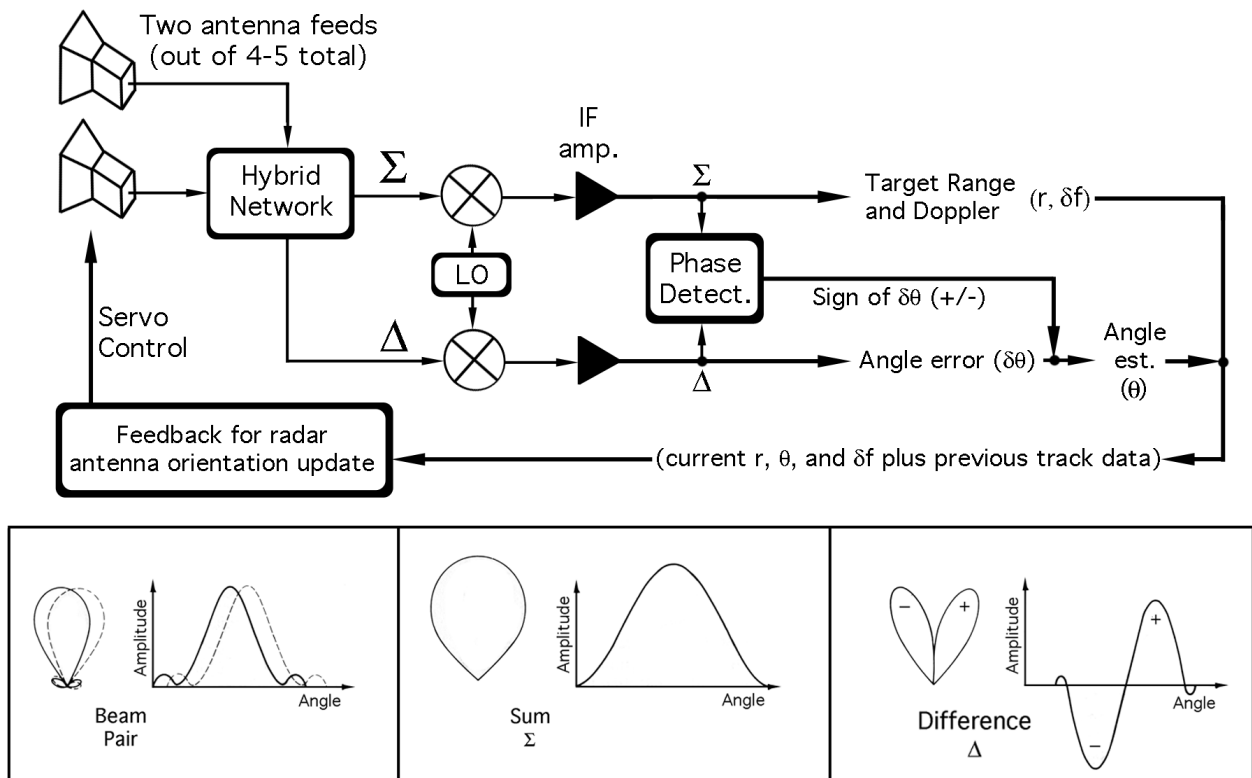 Two antenna feeds
(out of 4-5 total)
Hybrid
Network
Σ
IF
amp.
Σ
Target Range
and Doppler
(r, δf)
LO
Phase
Detect.
Sign of δθ (+/-)
Servo
Control
Δ
Δ
Angle error (δθ)
Angle
est.
(θ)
Feedback for radar
antenna orientation update
(current r, θ, and δf plus previous track data)
Amplitude
Angle
Beam
Pair
Amplitude
Angle
Sum
Σ
-
+
Amplitude
+
-
Angle
Difference
Δ